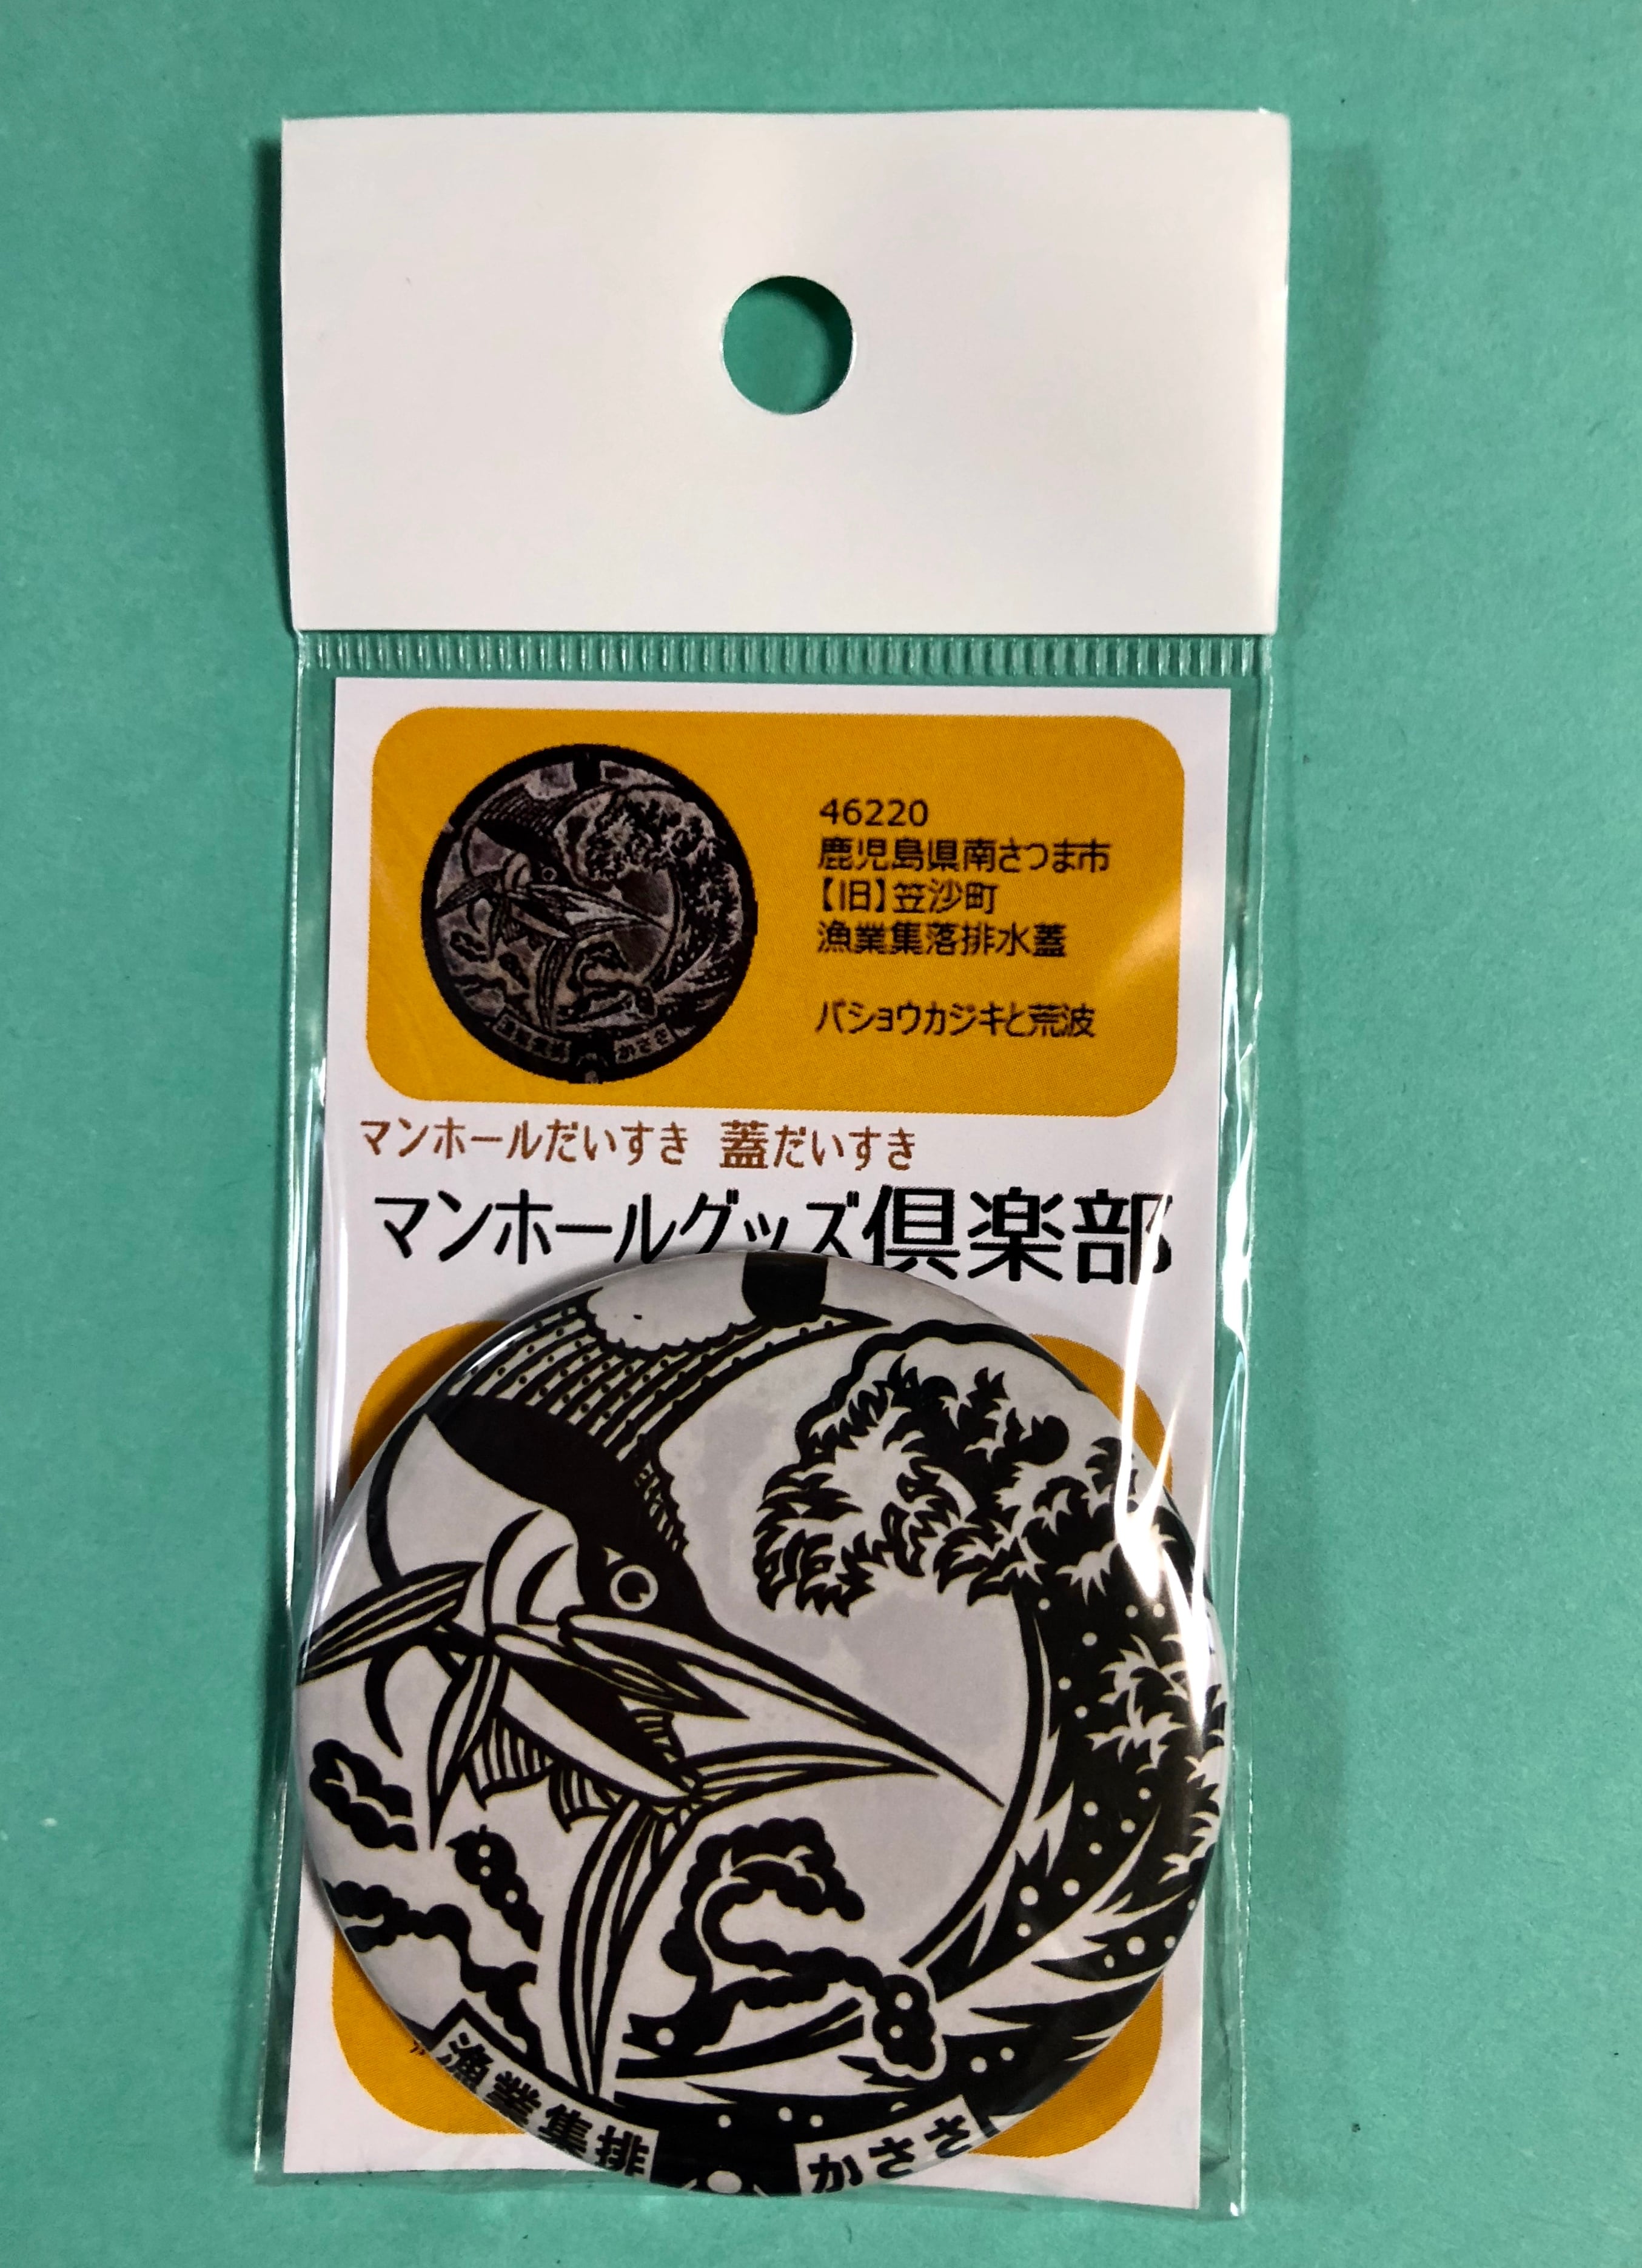 46220
鹿児島県南さつま市
【旧】笠沙町
漁業集落排水蓋
バショウカジキと荒波
マンホールだいすき 蓋だいすき
マンホールグッズ倶楽部
漁業集排
かささ